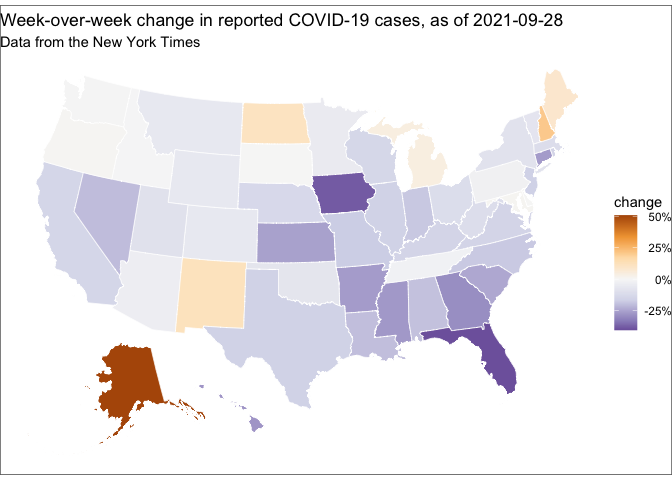 Week-over-week change in reported COVID-19 cases, as of 2021-09-28
Data from the New York Times
change
50%
25%
0%
-25%